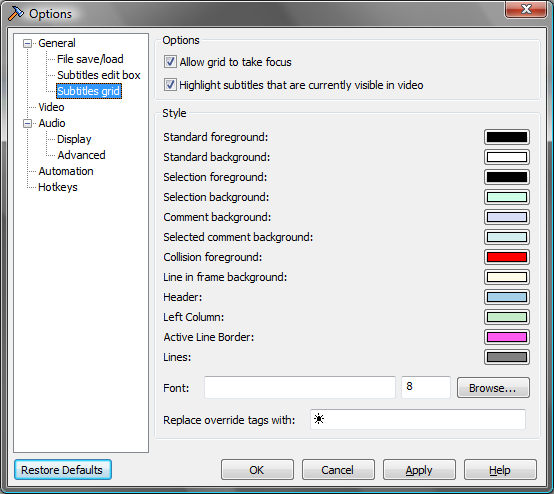 Options
General
File save/load
Subtitles edit box
Subtitles grid
Video
Audio
Display
Advanced
Automation
Hotkeys
Options
Allow grid to take focus
Highlight subtitles that are currently visible in video
Style
Standard foreground:
Standard background:
Selection foreground:
Selection background:
Comment background:
Selected comment background:
Collision foreground:
Line in frame background:
Header:
Left Column:
Active Line Border:
Lines:
Font: 8 Browse...
Replace override tags with: ☀
Restore Defaults OK Cancel Apply Help